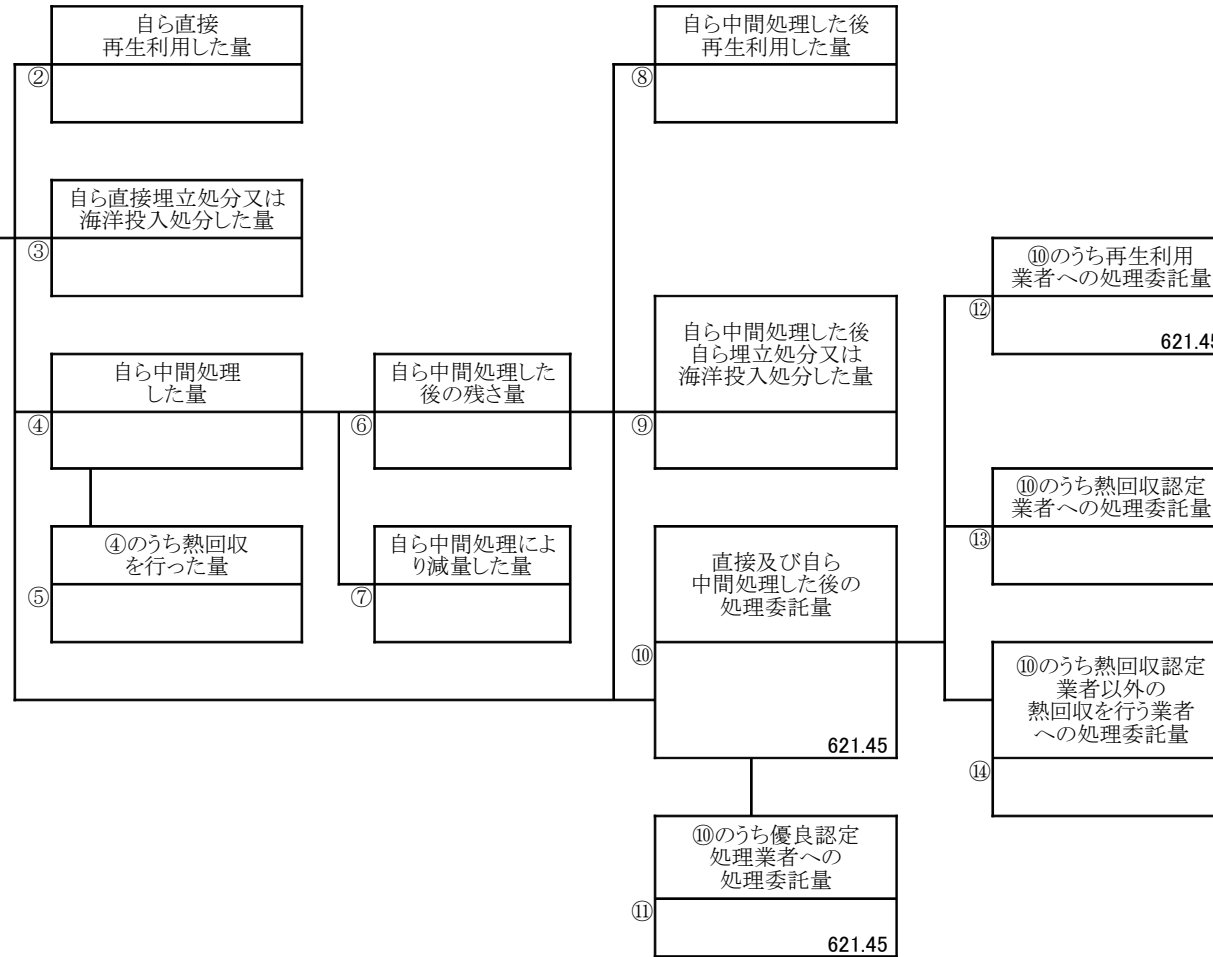 自ら直接
再生利用した量
②
自ら直接埋立処分又は
海洋投入処分した量
③
自ら中間処理
した量
④
④のうち熱回収
を行った量
⑤
自ら中間処理した
後の残さ量
⑥
自ら中間処理によ
り減量した量
⑦
自ら中間処理した後
再生利用した量
⑧
自ら中間処理した後
自ら埋立処分又は
海洋投入処分した量
⑨
直接及び自ら
中間処理した後の
処理委託量
⑩
621.45
⑩のうち優良認定
処理業者への
処理委託量
⑪
621.45
⑩のうち再生利用
業者への処理委託量
⑫
621.45
⑩のうち熱回収認定
業者への処理委託量
⑬
⑩のうち熱回収認定
業者以外の
熱回収を行う業者
への処理委託量
⑭